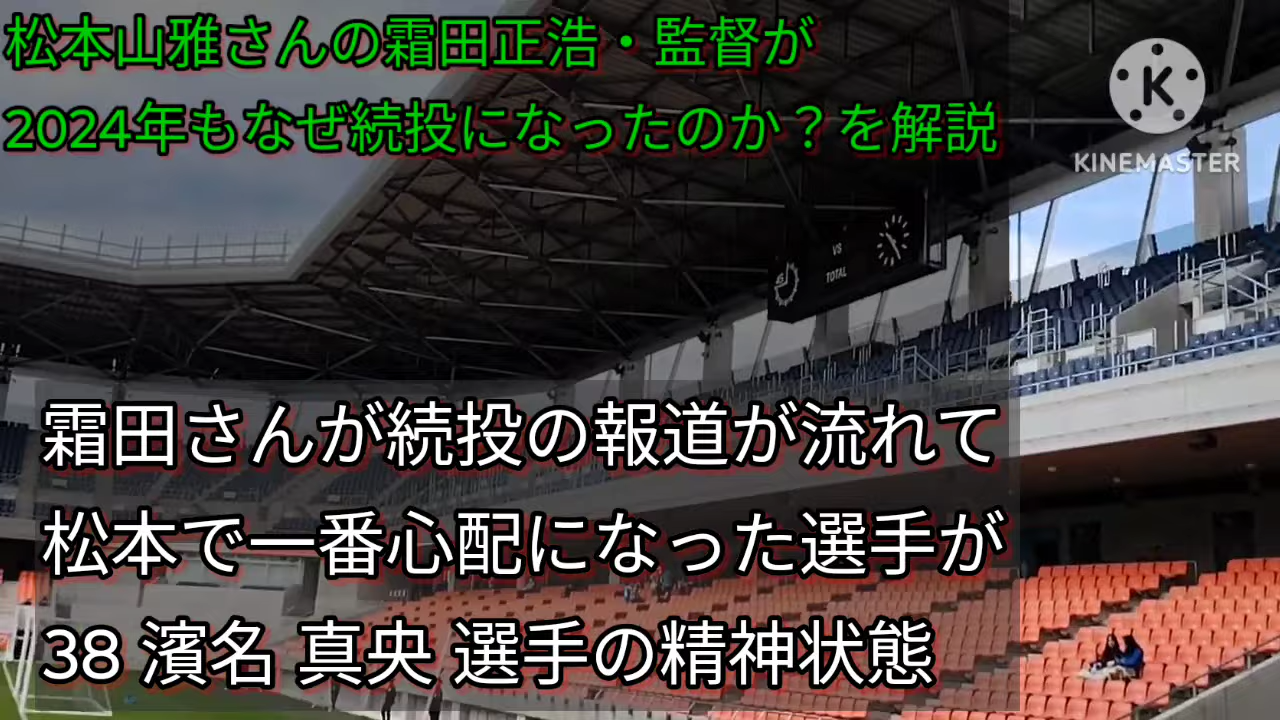 松本山雅さんの霜田正浩・監督が
2024年もなぜ続投になったのか？を解説
KINEMASTER
VS
TOTAL
45
霜田さんが続投の報道が流れて
松本で一番心配になった選手が
38 濱名 真央 選手の精神状態